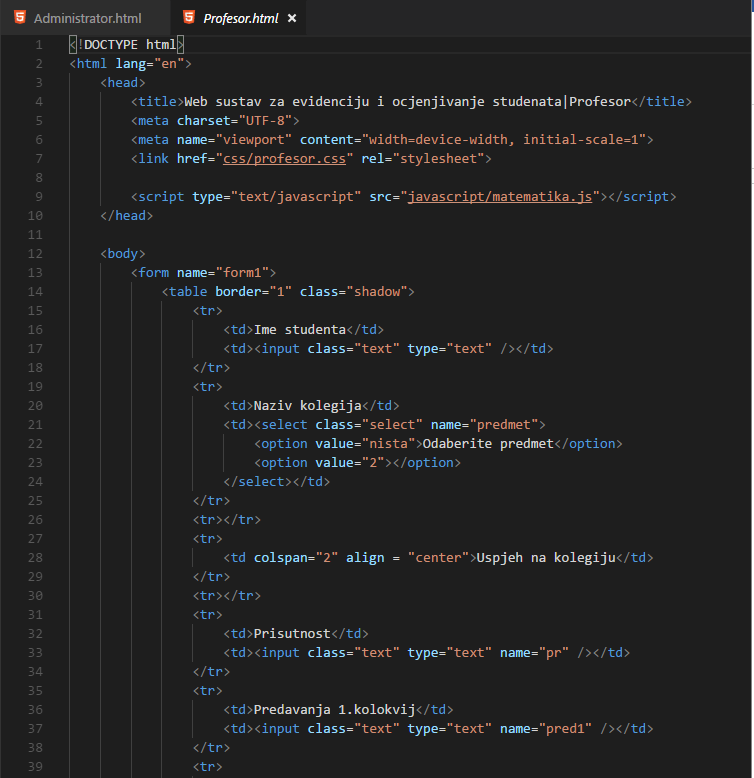 Administrator.html Profesor.html ×
1 <!DOCTYPE html>
2 <html lang="en">
3     <head>
4         <title>Web sustav za evidenciju i ocjenjivanje studenata|Profesor</title>
5         <meta charset="UTF-8">
6         <meta name="viewport" content="width=device-width, initial-scale=1">
7         <link href="css/profesor.css" rel="stylesheet">
8
9         <script type="text/javascript" src="javascript/matematika.js"></script>
10     </head>
11
12     <body>
13         <form name="form1">
14             <table border="1" class="shadow">
15                 <tr>
16                     <td>Ime studenta</td>
17                     <td><input class="text" type="text" /></td>
18                 </tr>
19                 <tr>
20                     <td>Naziv kolegija</td>
21                     <td><select class="select" name="predmet">
22                         <option value="nista">Odaberite predmet</option>
23                         <option value="2"></option>
24                     </select></td>
25                 </tr>
26                 <tr></tr>
27                 <tr>
28                     <td colspan="2" align = "center">Uspjeh na kolegiju</td>
29                 </tr>
30                 <tr></tr>
31                 <tr>
32                     <td>Prisutnost</td>
33                     <td><input class="text" type="text" name="pr" /></td>
34                 </tr>
35                 <tr>
36                     <td>Predavanja 1.kolokvij</td>
37                     <td><input class="text" type="text" name="pred1" /></td>
38                 </tr>
39                 <tr>